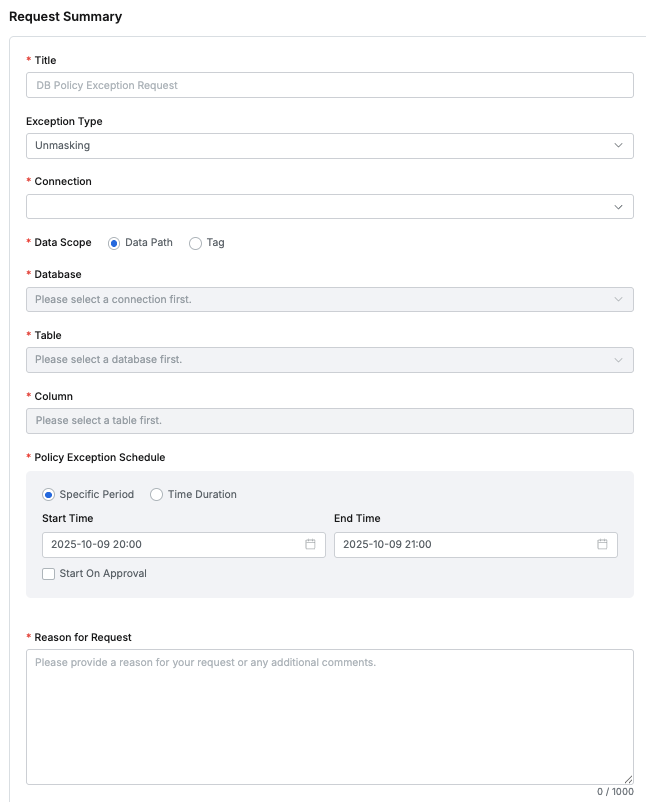 Request Summary
* Title
DB Policy Exception Request
Exception Type
Unmasking
* Connection
* Data Scope Data Path Tag
* Database
Please select a connection first.
* Table
Please select a database first.
* Column
Please select a table first.
* Policy Exception Schedule
Specific Period Time Duration
Start Time End Time
2025-10-09 20:00 2025-10-09 21:00
Start On Approval
* Reason for Request
Please provide a reason for your request or any additional comments.
0 / 1000